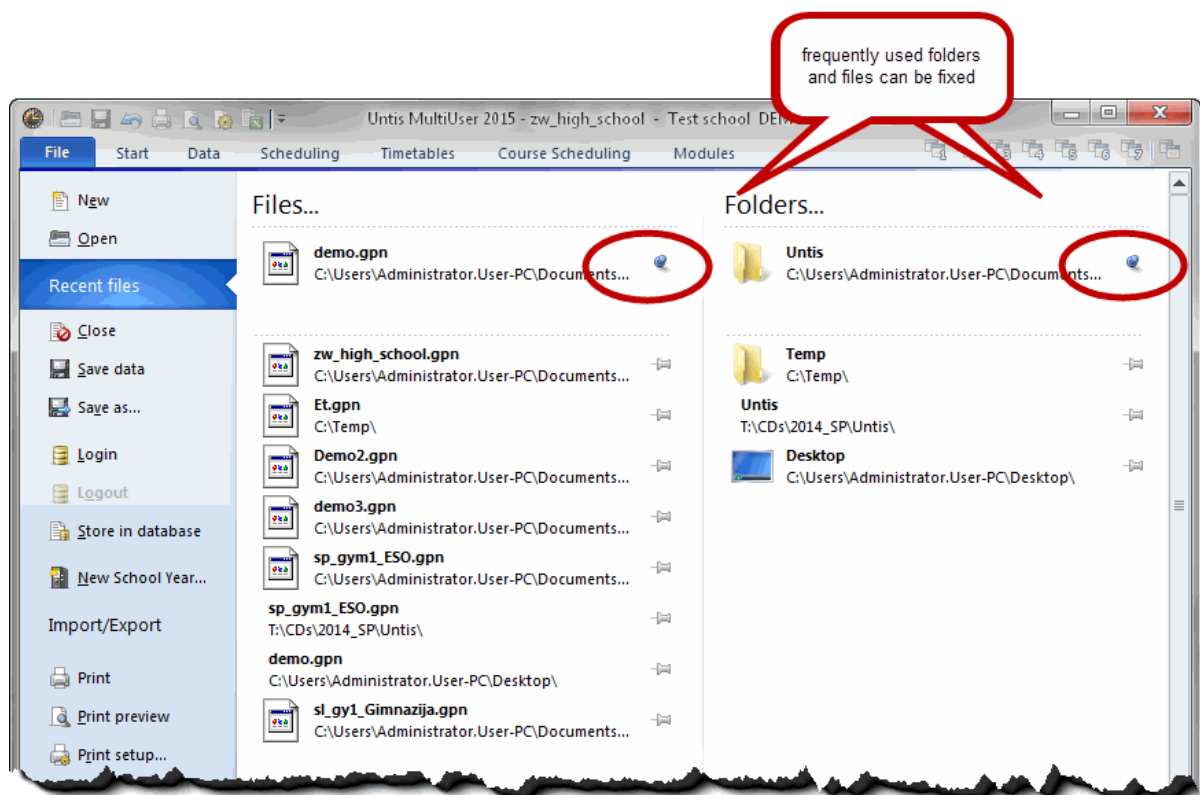 frequently used folders
and files can be fixed
Untis MultiUser 2015 - zw_high_school - Test school DEM
File Start Data Scheduling Timetables Course Scheduling Modules
1 3 4 5 6 7
New
Open
Recent files
Close
Save data
Save as...
Login
Logout
Store in database
New School Year...
Import/Export
Print
Print preview
Print setup...
Files...
demo.gpn
C:\Users\Administrator.User-PC\Documents...
zw_high_school.gpn
C:\Users\Administrator.User-PC\Documents...
Et.gpn
C:\Temp\
Demo2.gpn
C:\Users\Administrator.User-PC\Documents...
demo3.gpn
C:\Users\Administrator.User-PC\Documents...
sp_gym1_ESO.gpn
C:\Users\Administrator.User-PC\Documents...
sp_gym1_ESO.gpn
T:\CDs\2014_SP\Untis\
demo.gpn
C:\Users\Administrator.User-PC\Desktop\
sl_gy1_Gimnazija.gpn
C:\Users\Administrator.User-PC\Documents...
Folders...
Untis
C:\Users\Administrator.User-PC\Documents...
Temp
C:\Temp\
Untis
T:\CDs\2014_SP\Untis\
Desktop
C:\Users\Administrator.User-PC\Desktop\